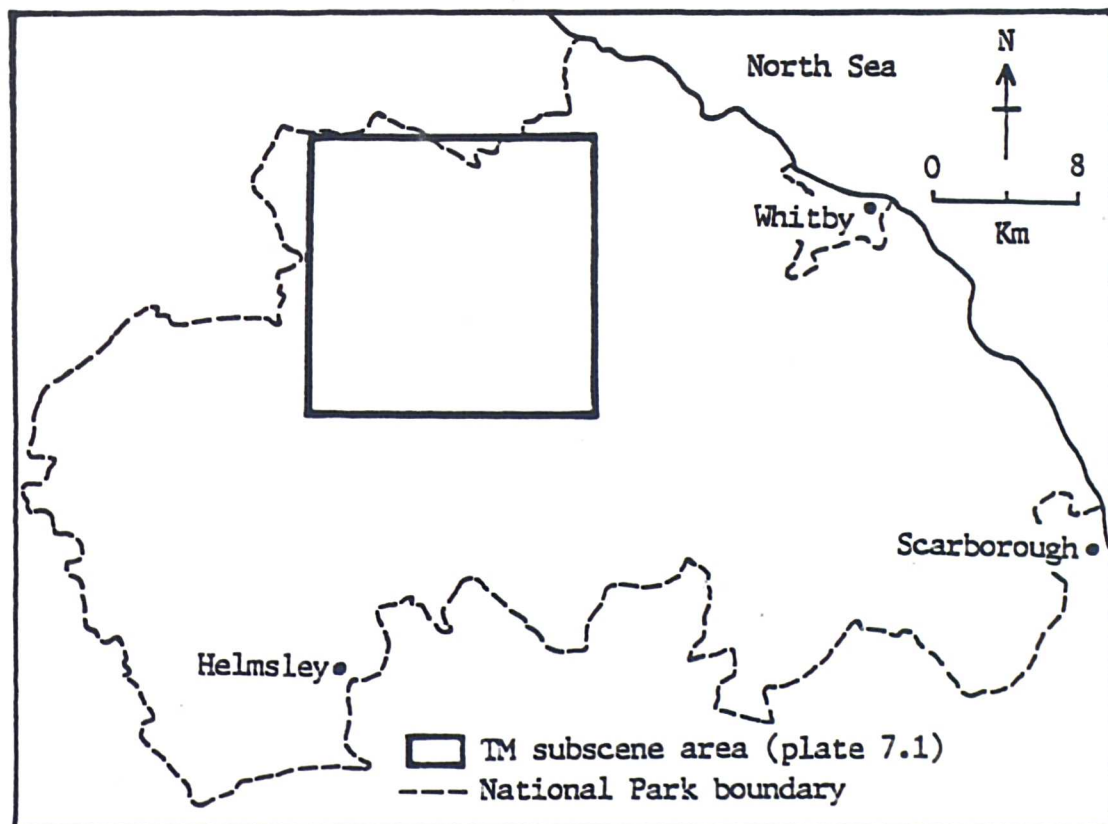 North Sea
N
0 8
Km
Whitby
Scarborough
Helmsley
TM subscene area (plate 7.1)
National Park boundary